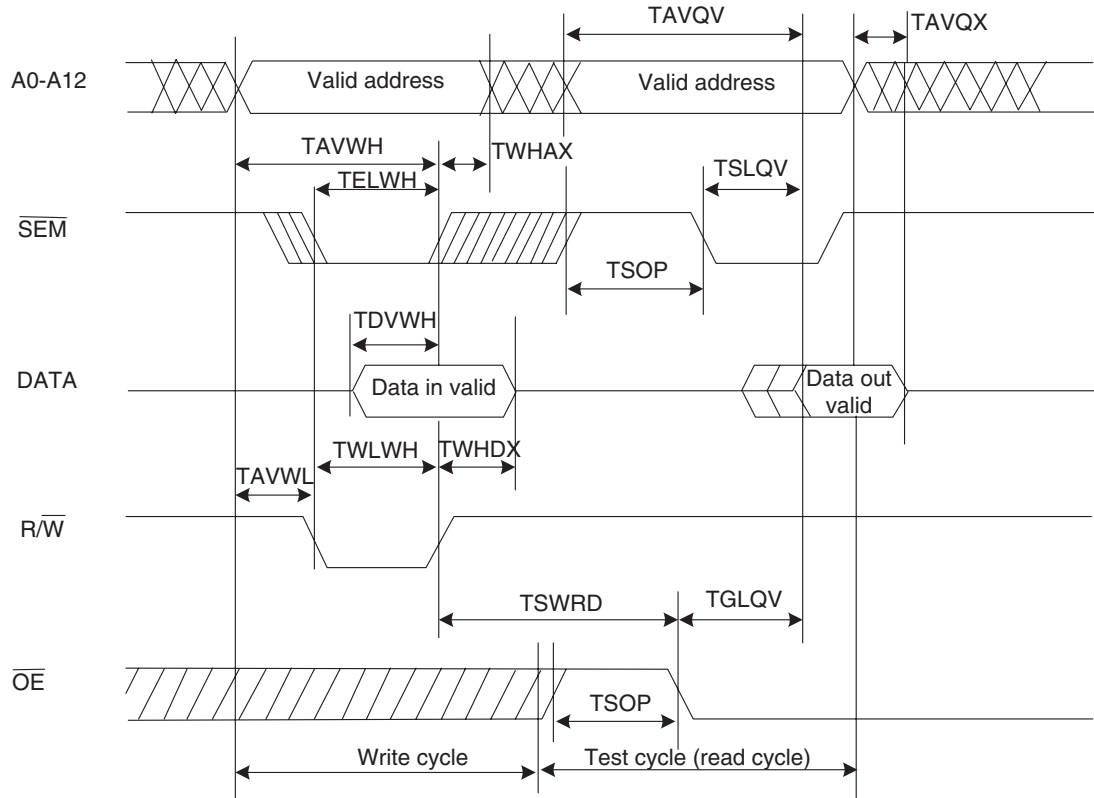 TAVQV
TAVQX
A0-A12
Valid address
Valid address
TAVWH
TWHAX
TELWH
TSLQV
SEM
TSOP
TDVWH
DATA
Data in valid
Data out
valid
TWLWH
TWHDX
TAVWL
R/W
TSWRD
TGLQV
OE
TSOP
Write cycle
Test cycle (read cycle)